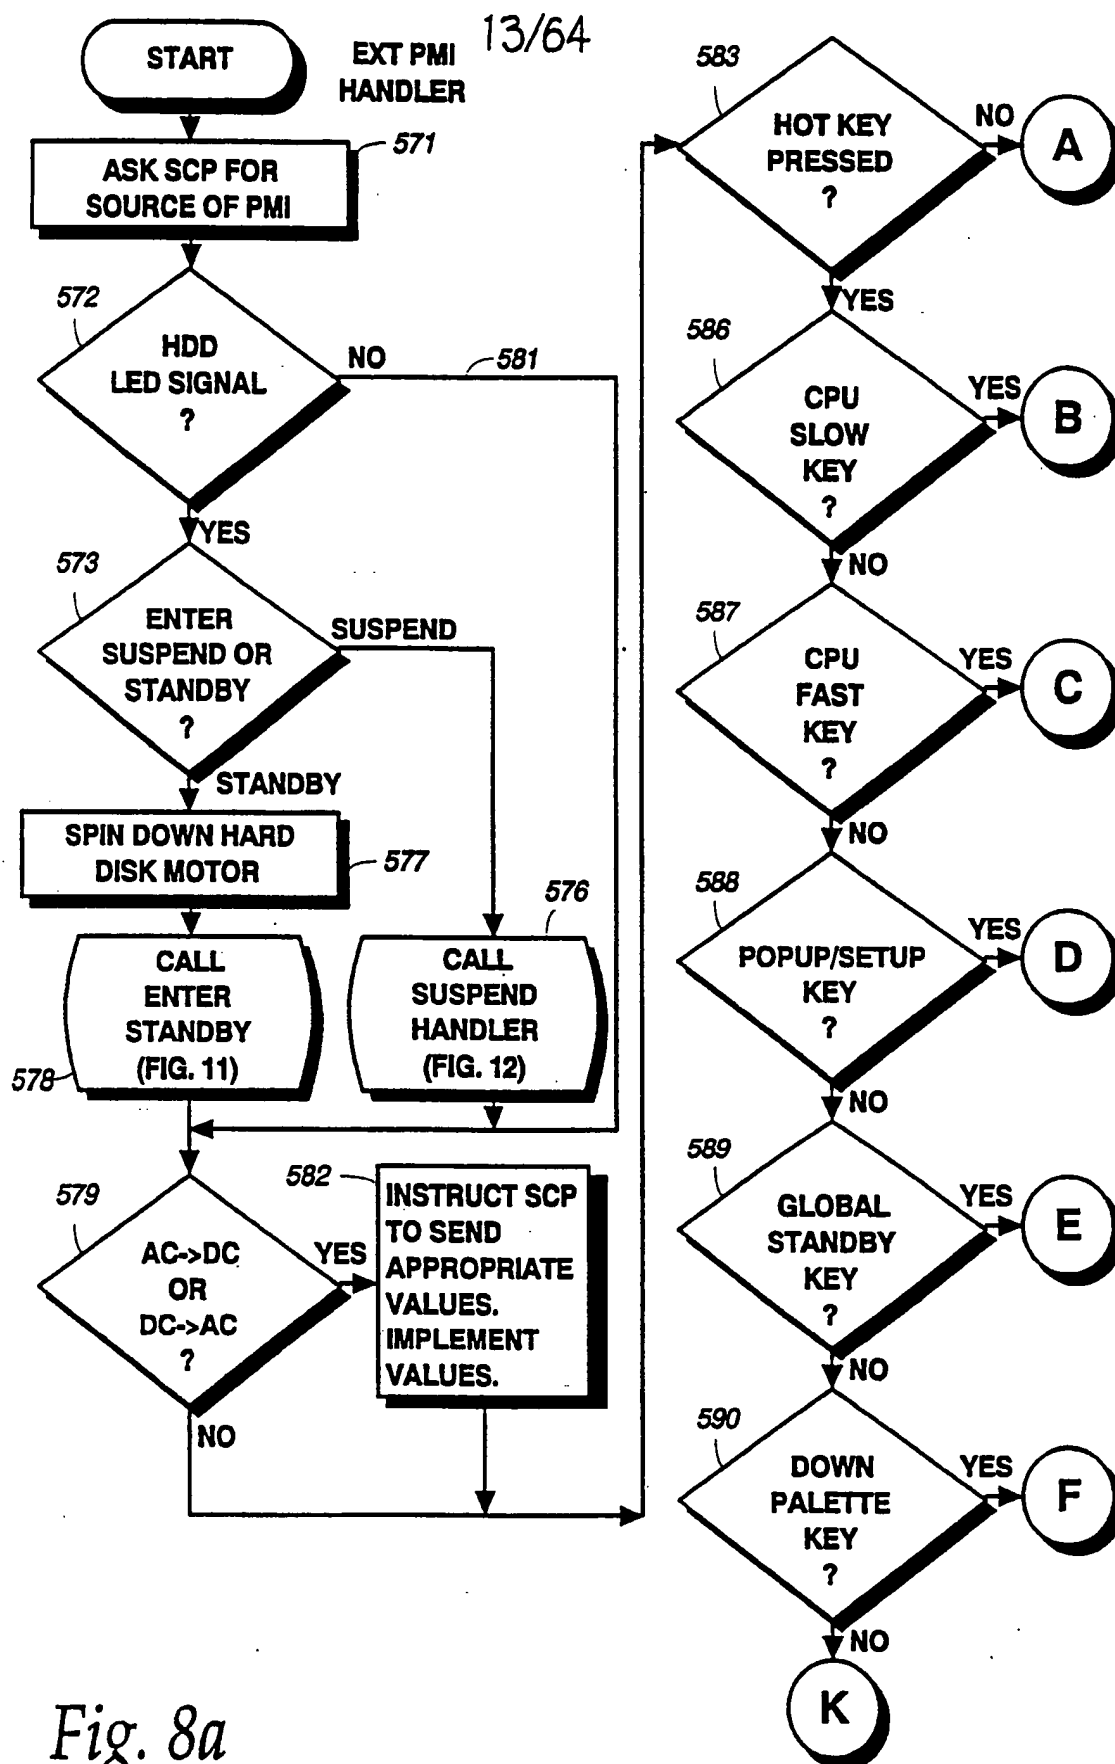 13/64
START
EXT PMI
HANDLER
571
ASK SCP FOR
SOURCE OF PMI
572
HDD
LED SIGNAL
?
NO
581
YES
573
ENTER
SUSPEND OR
STANDBY
?
SUSPEND
STANDBY
SPIN DOWN HARD
DISK MOTOR
577
576
CALL
ENTER
STANDBY
(FIG. 11)
578
CALL
SUSPEND
HANDLER
(FIG. 12)
579
AC->DC
OR
DC->AC
?
YES
582
INSTRUCT SCP
TO SEND
APPROPRIATE
VALUES.
IMPLEMENT
VALUES.
NO
583
HOT KEY
PRESSED
?
NO
A
YES
586
CPU
SLOW
KEY
?
YES
B
NO
587
CPU
FAST
KEY
?
YES
C
NO
588
POPUP/SETUP
KEY
?
YES
D
NO
589
GLOBAL
STANDBY
KEY
?
YES
E
NO
590
DOWN
PALETTE
KEY
?
YES
F
NO
K
Fig. 8a